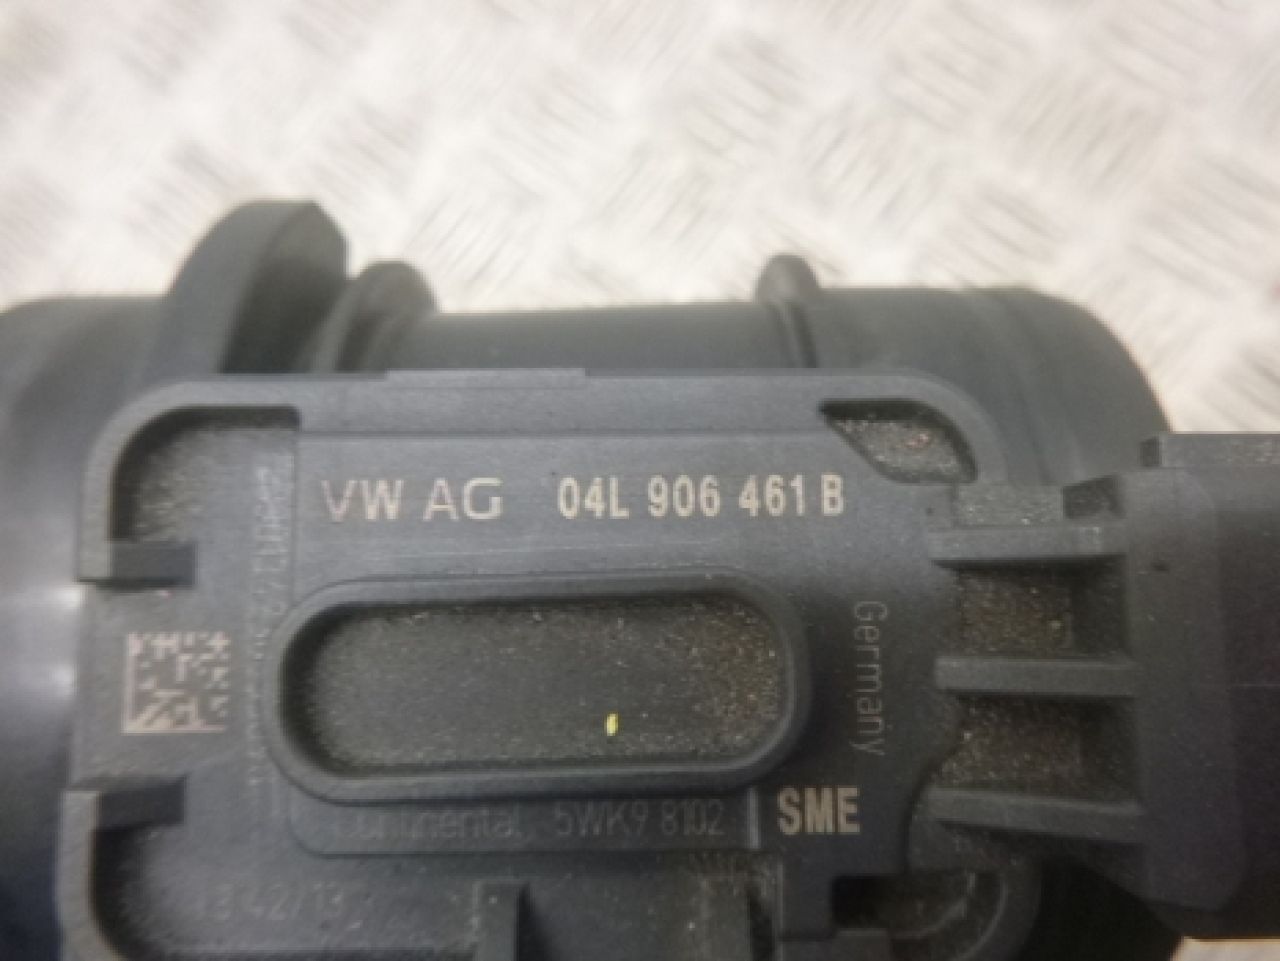 VW AG 04L 906 461 B
Germany
Continental 5WK9 8102
SME